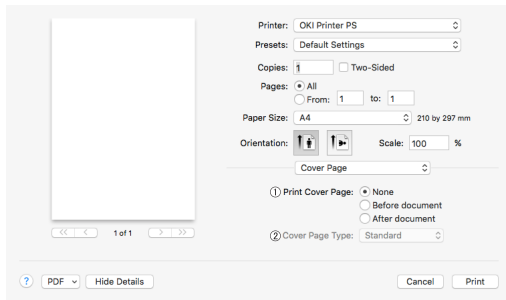 Printer: OKI Printer PS
Presets: Default Settings
Copies: 1 Two-Sided
Pages: All
From: 1 to: 1
Paper Size: A4 210 by 297 mm
Orientation: Scale: 100 %
Cover Page
① Print Cover Page: None
Before document
After document
② Cover Page Type: Standard
<< < 1 of 1 > >>
? PDF Hide Details Cancel Print